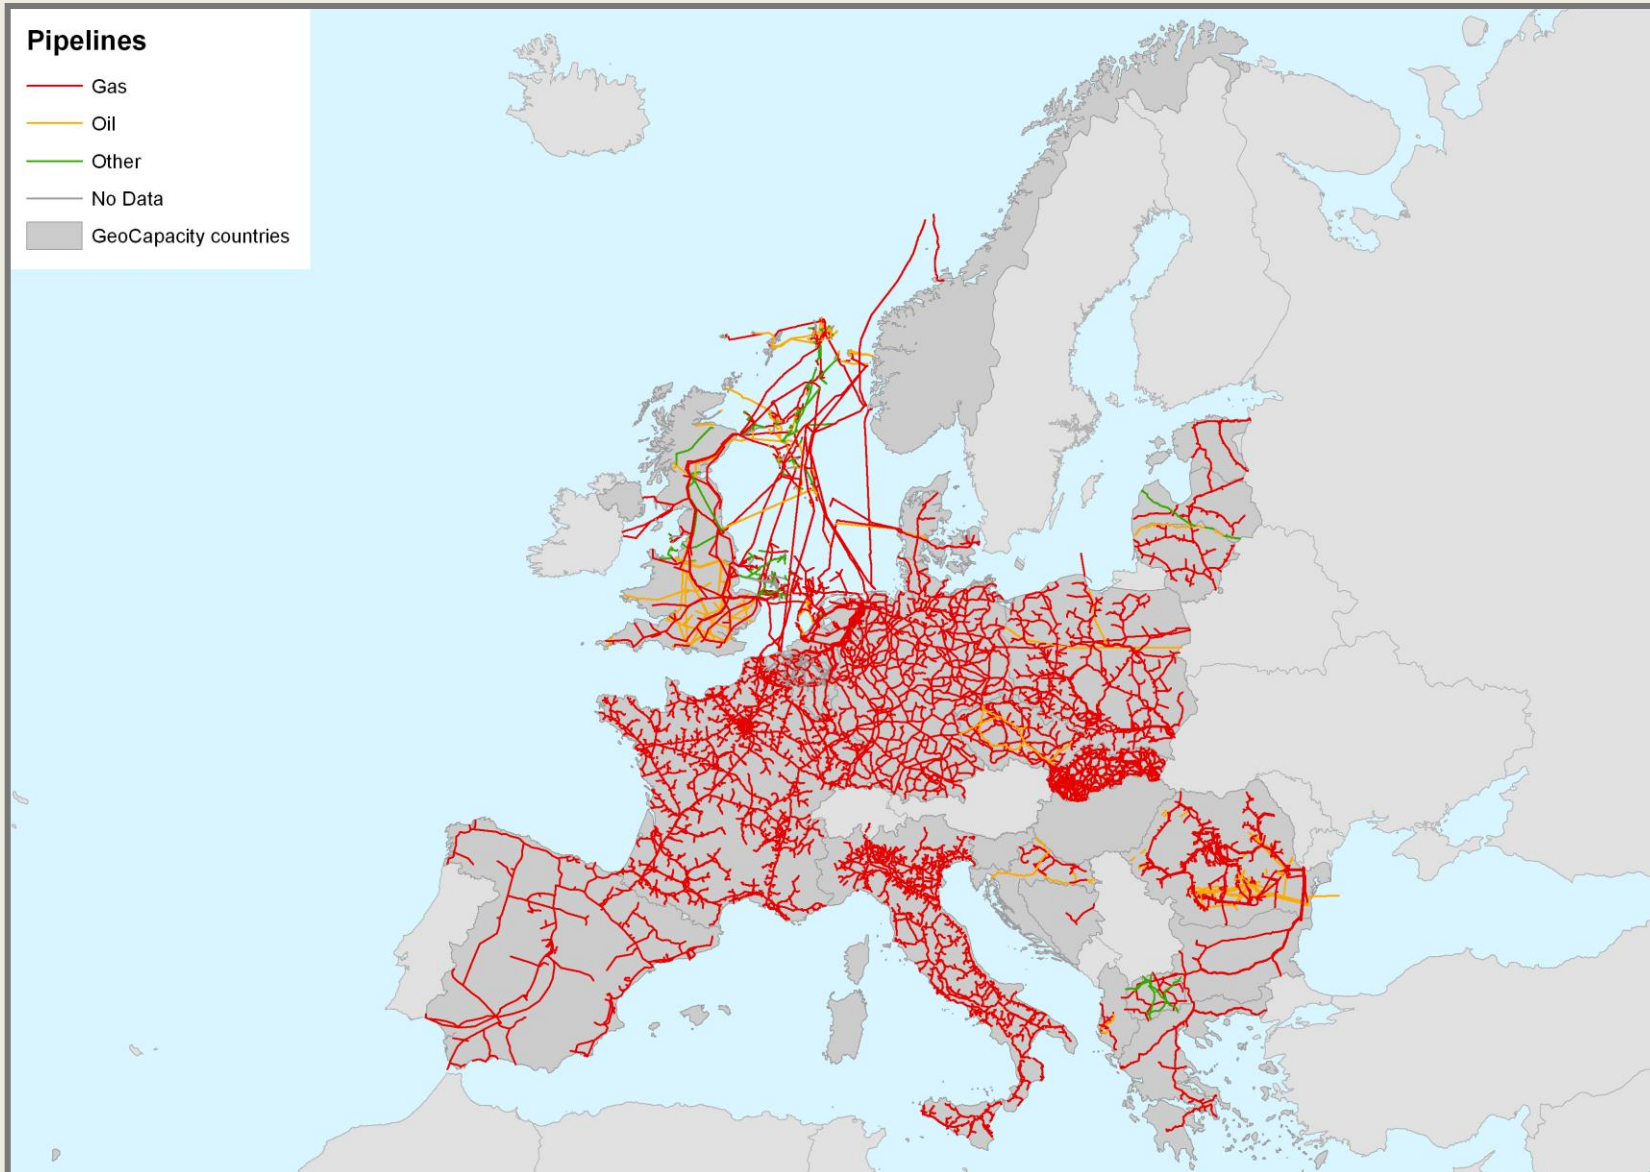 Pipelines
Gas
Oil
Other
No Data
GeoCapacity countries